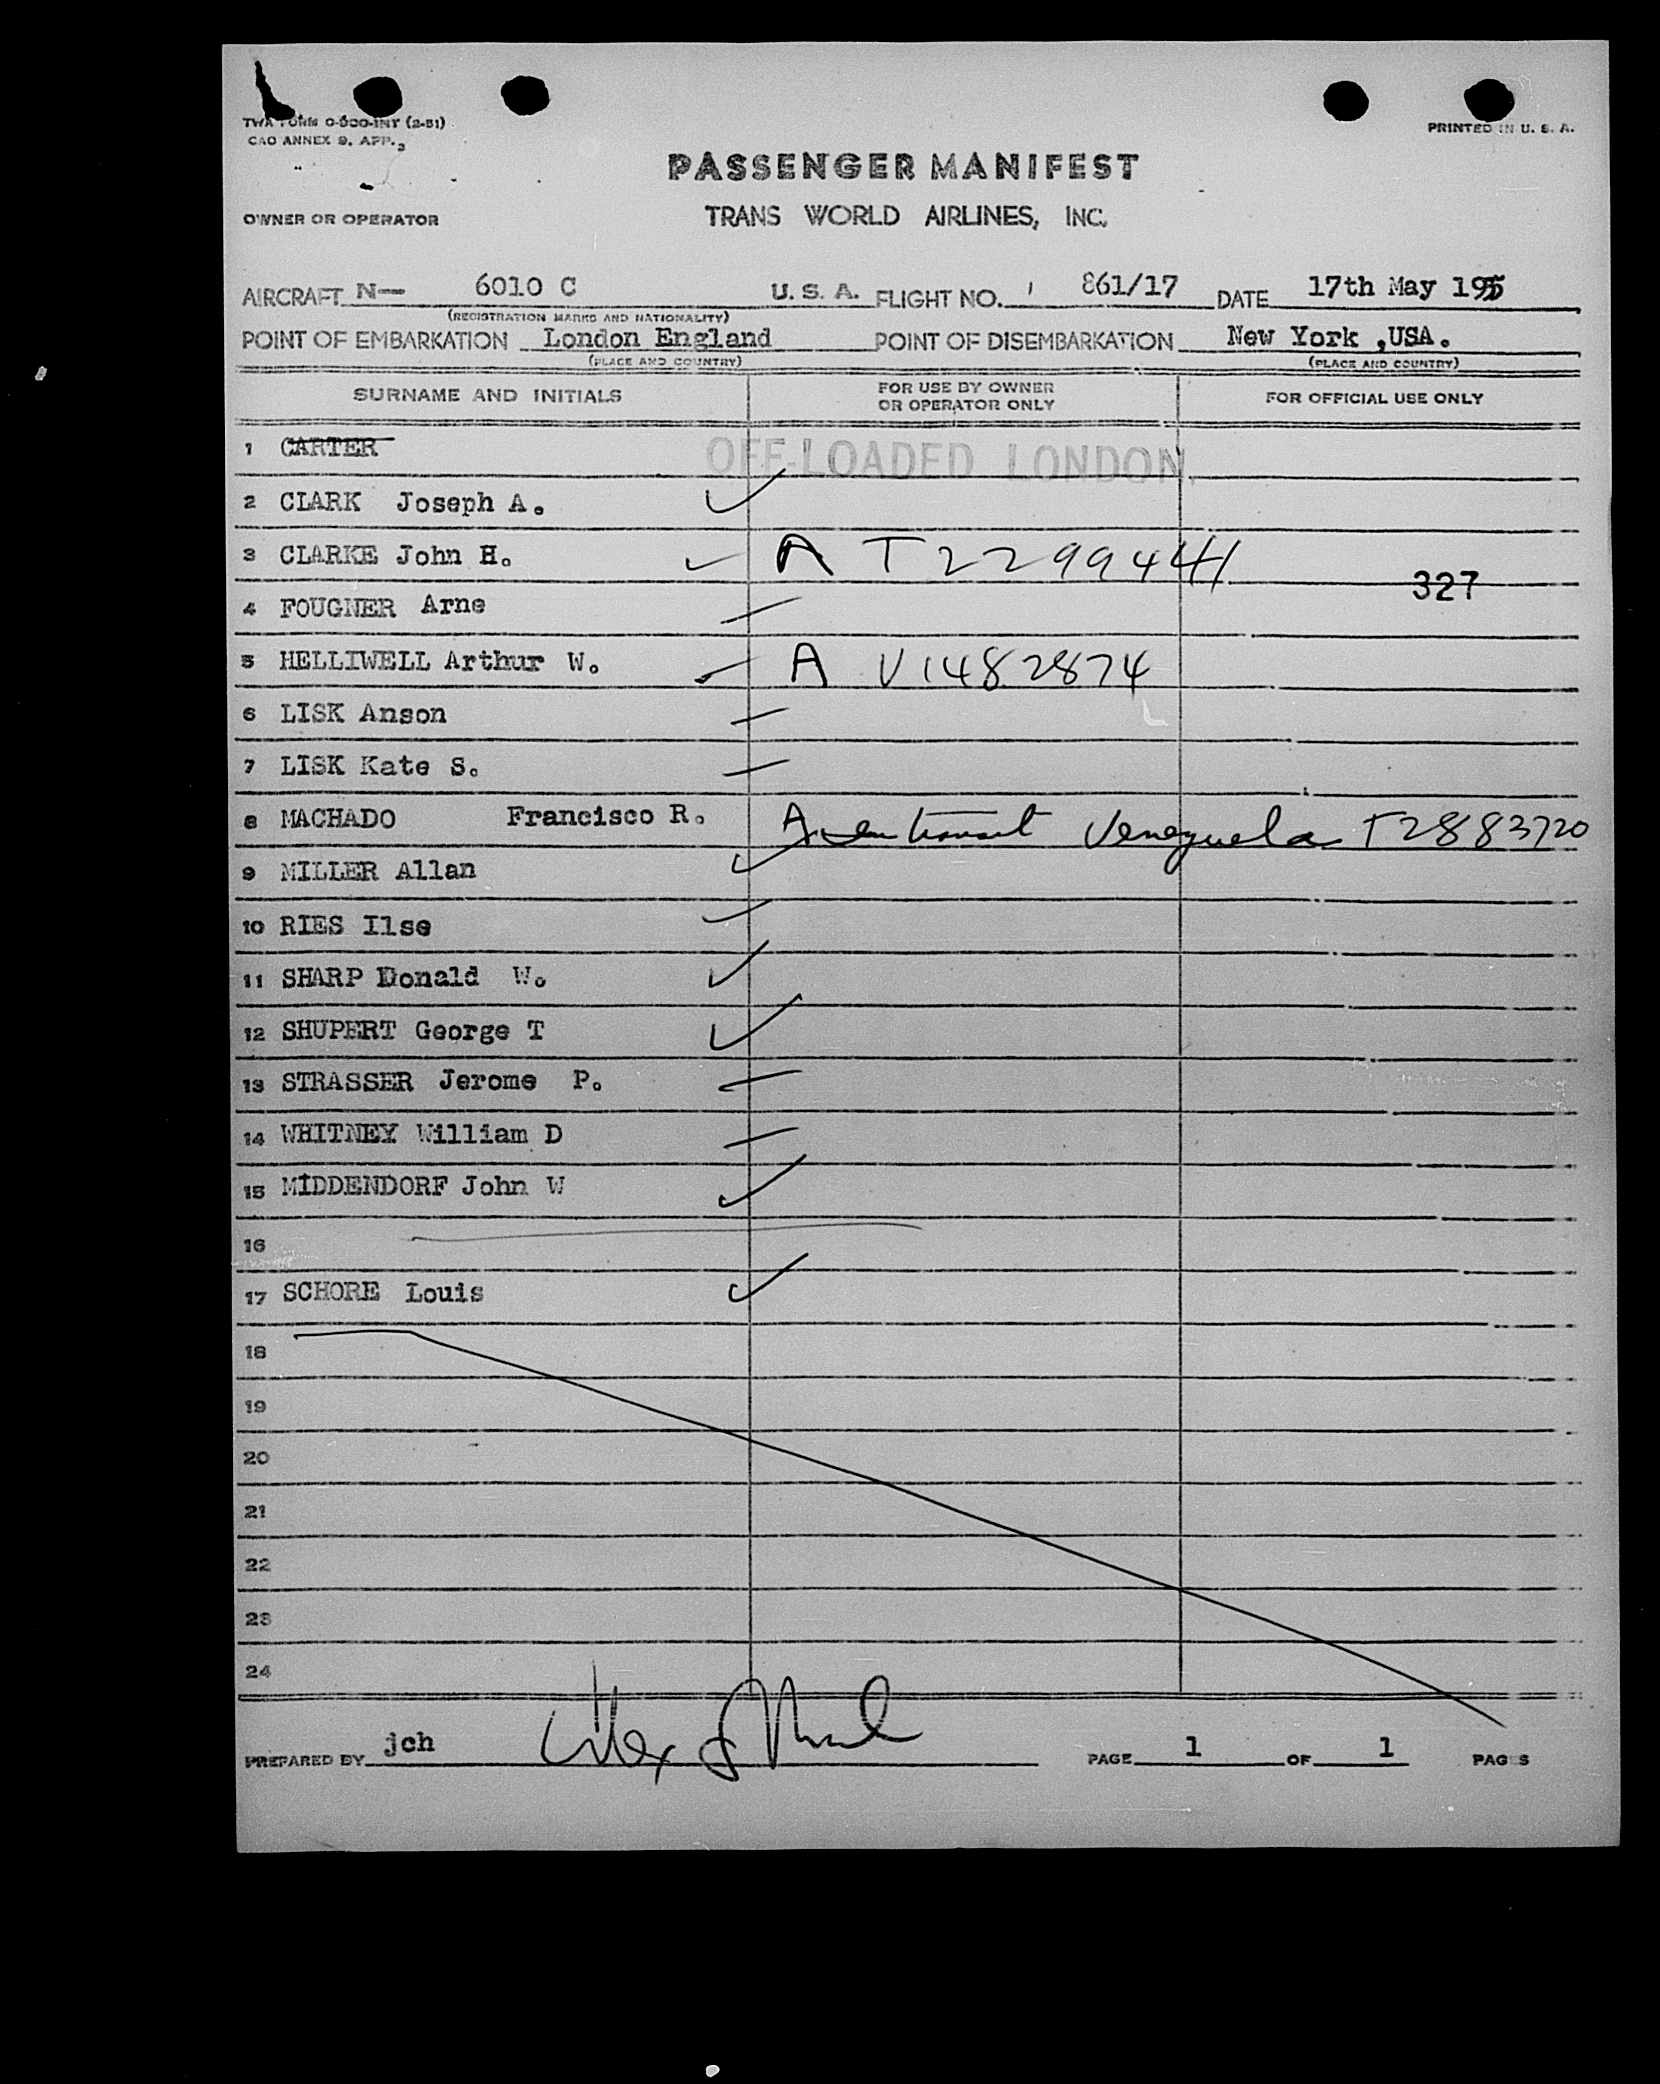 TWA FORM O-500-INT (2-51)
CAO ANNEX 9, APP. 3
PRINTED IN U. S. A.
PASSENGER MANIFEST
OWNER OR OPERATOR TRANS WORLD AIRLINES, INC.
AIRCRAFT N— 6010 C U. S. A. FLIGHT NO. 861/17 DATE 17th May 195
(REGISTRATION MARKS AND NATIONALITY)
POINT OF EMBARKATION London England POINT OF DISEMBARKATION New York ,USA.
(PLACE AND COUNTRY) (PLACE AND COUNTRY)
SURNAME AND INITIALS FOR USE BY OWNER OR OPERATOR ONLY FOR OFFICIAL USE ONLY
1 CARTER OFF-LOADED LONDON.
2 CLARK Joseph A.
3 CLARKE John H. A T2299441
327
4 FOUGNER Arne
5 HELLIWELL Arthur W. A V1482874
6 LISK Anson
7 LISK Kate S.
8 MACHADO Francisco R. A en transit Venezuela T2883720
9 MILLER Allan
10 RIES Ilse
11 SHARP Donald W.
12 SHUPERT George T
13 STRASSER Jerome P.
14 WHITNEY William D
15 MIDDENDORF John W
16
17 SCHORE Louis
18
19
20
21
22
23
24
PREPARED BY jch PAGE 1 OF 1 PAGES